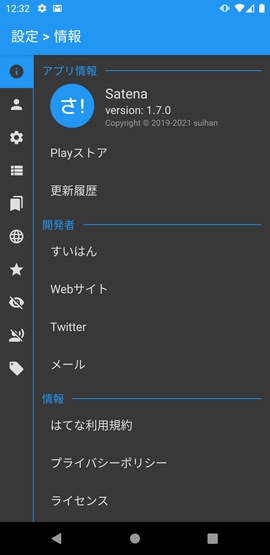 12:32
設定 > 情報
アプリ情報
さ!
Satena
version: 1.7.0
Copyright © 2019-2021 suihan
Playストア
更新履歴
開発者
すいはん
Webサイト
Twitter
メール
情報
はてな利用規約
プライバシーポリシー
ライセンス